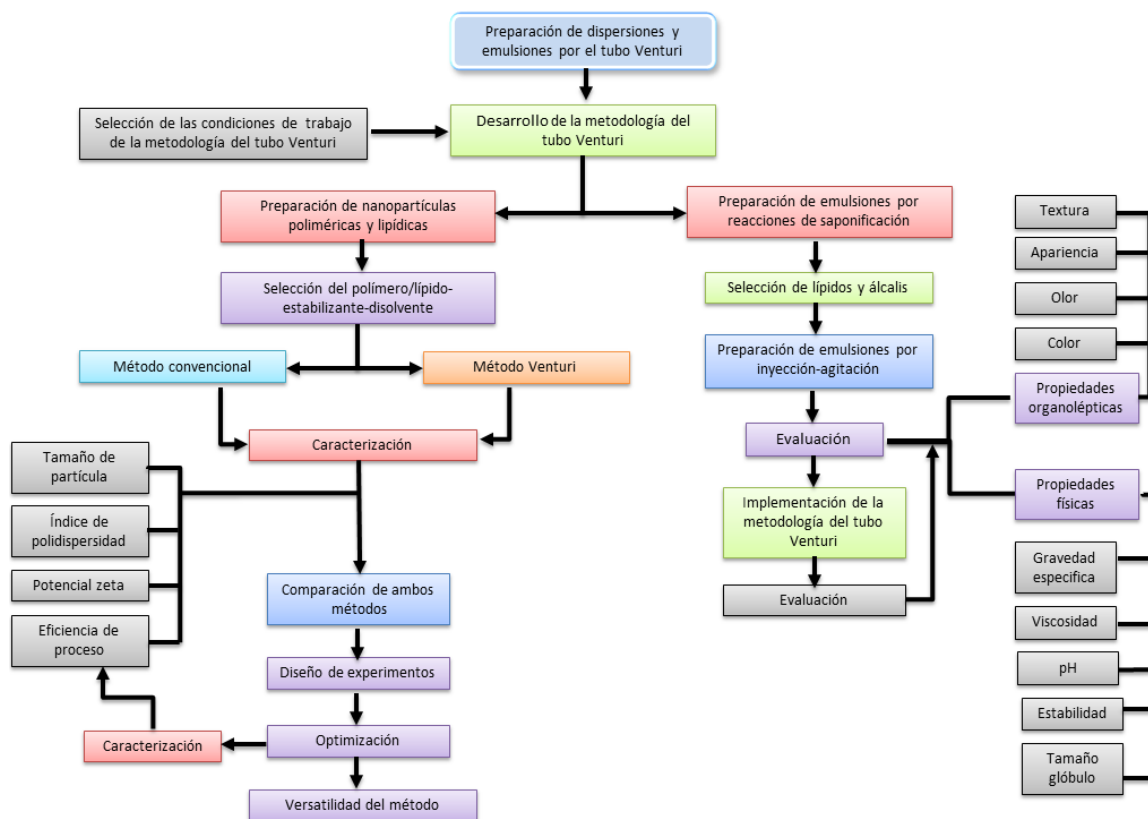 Preparación de dispersiones y
emulsiones por el tubo Venturi
Selección de las condiciones de trabajo
de la metodología del tubo Venturi
Desarrollo de la metodología del
tubo Venturi
Preparación de nanopartículas
poliméricas y lipídicas
Selección del polímero/lípido-
estabilizante-disolvente
Método convencional
Método Venturi
Caracterización
Tamaño de
partícula
Índice de
polidispersidad
Potencial zeta
Eficiencia de
proceso
Comparación de ambos
métodos
Diseño de experimentos
Optimización
Caracterización
Versatilidad del método
Preparación de emulsiones por
reacciones de saponificación
Selección de lípidos y álcalis
Preparación de emulsiones por
inyección-agitación
Evaluación
Implementación de la
metodología del tubo
Venturi
Evaluación
Textura
Apariencia
Olor
Color
Propiedades
organolépticas
Propiedades
físicas
Gravedad
especifica
Viscosidad
pH
Estabilidad
Tamaño
glóbulo